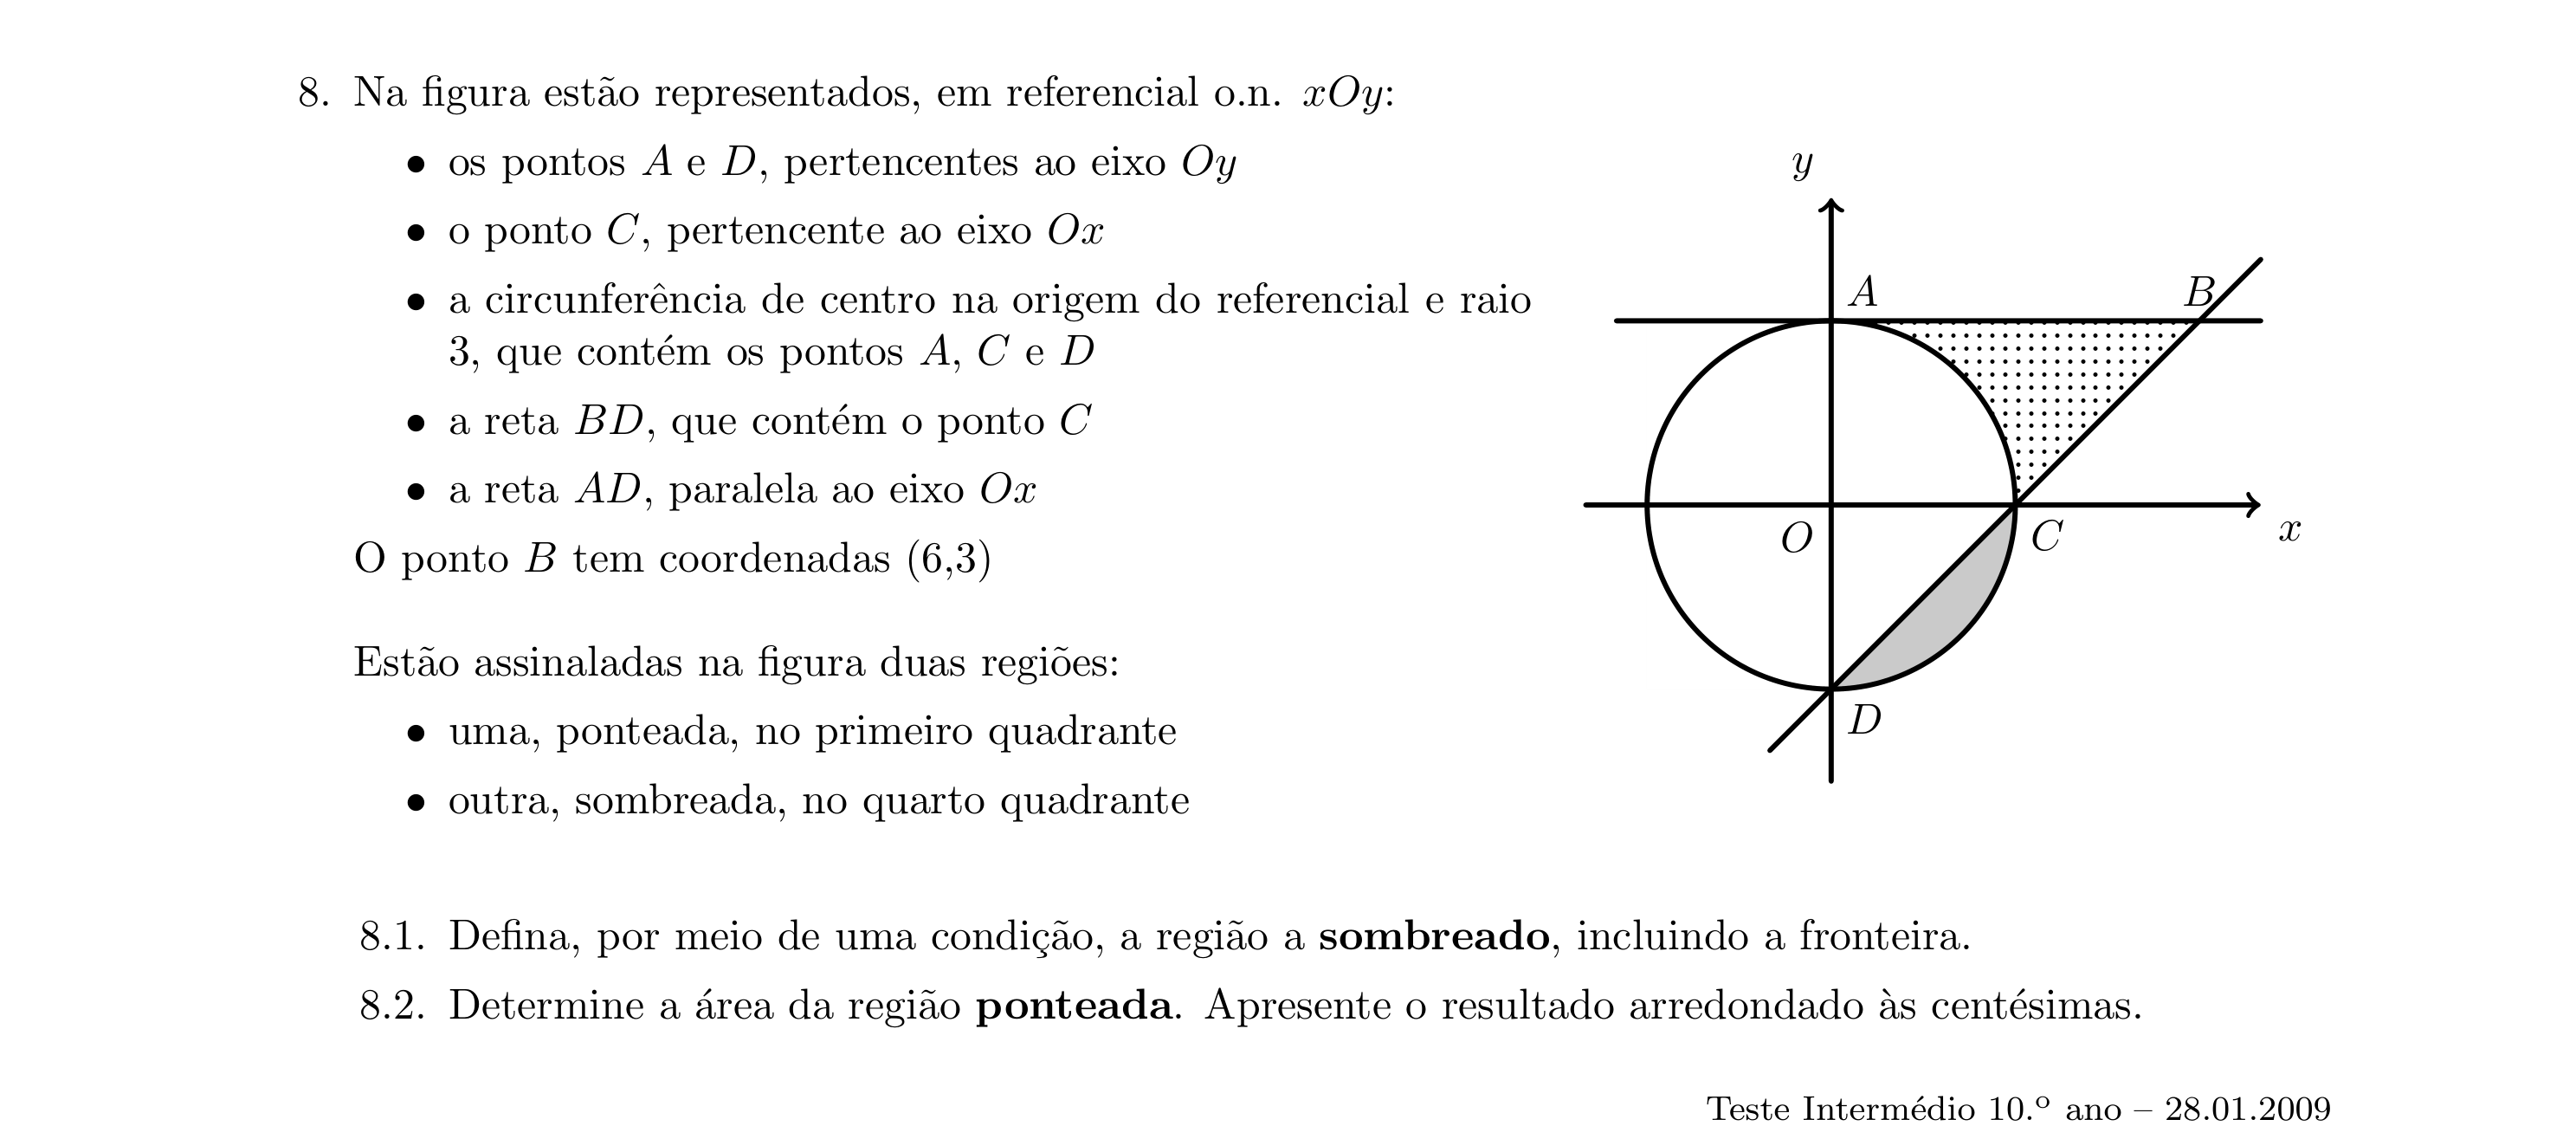 8. Na figura estão representados, em referencial o.n. xOy:
• os pontos A e D, pertencentes ao eixo Oy
• o ponto C, pertencente ao eixo Ox
• a circunferência de centro na origem do referencial e raio
3, que contém os pontos A, C e D
• a reta BD, que contém o ponto C
• a reta AD, paralela ao eixo Ox
O ponto B tem coordenadas (6,3)
Estão assinaladas na figura duas regiões:
• uma, ponteada, no primeiro quadrante
• outra, sombreada, no quarto quadrante
y
A
B
O
C
x
D
8.1. Defina, por meio de uma condição, a região a sombreado, incluindo a fronteira.
8.2. Determine a área da região ponteada. Apresente o resultado arredondado às centésimas.
Teste Intermédio 10.º ano – 28.01.2009